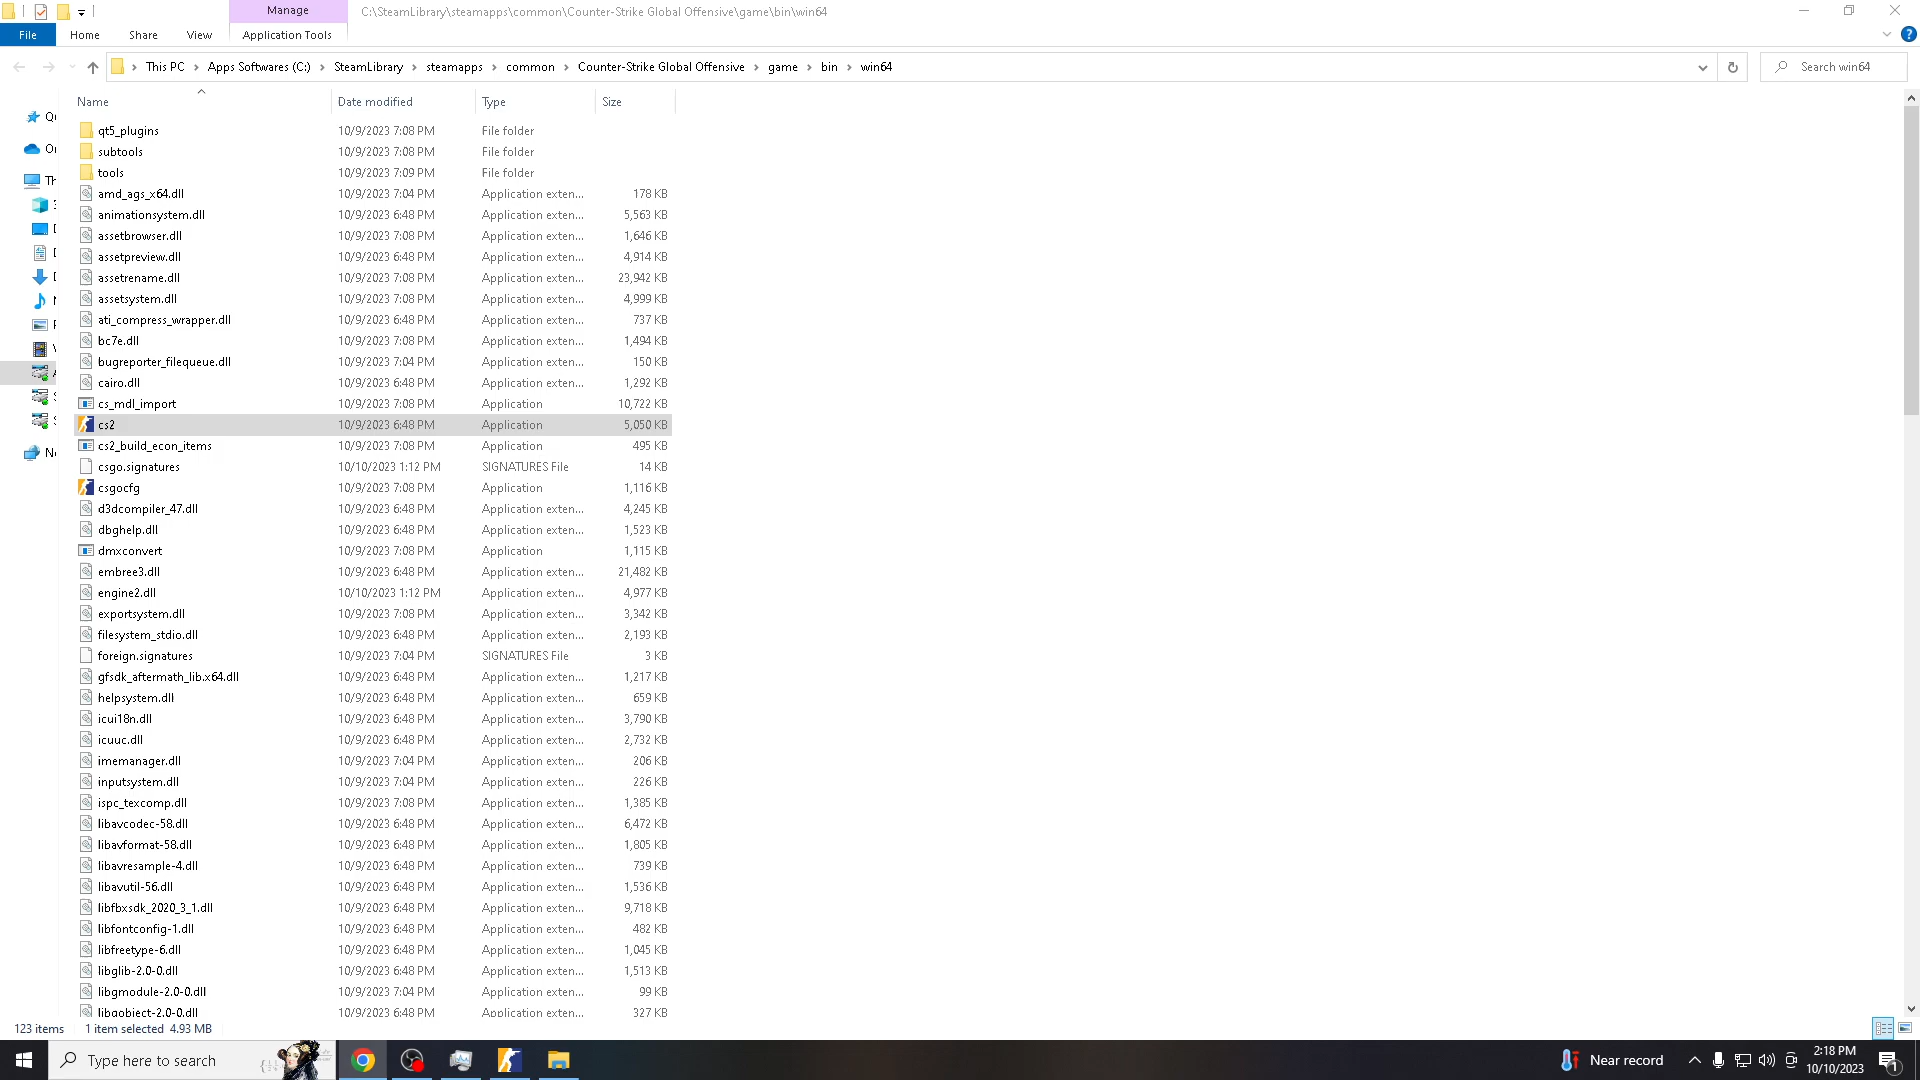 Manage
C:\SteamLibrary\steamapps\common\Counter-Strike Global Offensive\game\bin\win64
File Home Share View Application Tools
This PC > Apps Softwares (C:) > SteamLibrary > steamapps > common > Counter-Strike Global Offensive > game > bin > win64
Search win64
Name Date modified Type Size
qt5_plugins 10/9/2023 7:08 PM File folder
subtools 10/9/2023 7:08 PM File folder
tools 10/9/2023 7:09 PM File folder
amd_ags_x64.dll 10/9/2023 7:04 PM Application exten... 178 KB
animationsystem.dll 10/9/2023 6:48 PM Application exten... 5,563 KB
assetbrowser.dll 10/9/2023 7:08 PM Application exten... 1,646 KB
assetpreview.dll 10/9/2023 6:48 PM Application exten... 4,914 KB
assetrename.dll 10/9/2023 7:08 PM Application exten... 23,942 KB
assetsystem.dll 10/9/2023 7:08 PM Application exten... 4,999 KB
ati_compress_wrapper.dll 10/9/2023 6:48 PM Application exten... 737 KB
bc7e.dll 10/9/2023 7:08 PM Application exten... 1,494 KB
bugreporter_filequeue.dll 10/9/2023 7:04 PM Application exten... 150 KB
cairo.dll 10/9/2023 6:48 PM Application exten... 1,292 KB
cs_mdl_import 10/9/2023 7:08 PM Application 10,722 KB
cs2 10/9/2023 6:48 PM Application 5,050 KB
cs2_build_econ_items 10/9/2023 7:08 PM Application 495 KB
csgo.signatures 10/10/2023 1:12 PM SIGNATURES File 14 KB
csgocfg 10/9/2023 7:08 PM Application 1,116 KB
d3dcompiler_47.dll 10/9/2023 6:48 PM Application exten... 4,245 KB
dbghelp.dll 10/9/2023 6:48 PM Application exten... 1,523 KB
dmxconvert 10/9/2023 7:08 PM Application 1,115 KB
embree3.dll 10/9/2023 6:48 PM Application exten... 21,482 KB
engine2.dll 10/10/2023 1:12 PM Application exten... 4,977 KB
exportsystem.dll 10/9/2023 7:08 PM Application exten... 3,342 KB
filesystem_stdio.dll 10/9/2023 6:48 PM Application exten... 2,193 KB
foreign.signatures 10/9/2023 7:04 PM SIGNATURES File 3 KB
gfsdk_aftermath_lib.x64.dll 10/9/2023 6:48 PM Application exten... 1,217 KB
helpsystem.dll 10/9/2023 6:48 PM Application exten... 659 KB
icui18n.dll 10/9/2023 6:48 PM Application exten... 3,790 KB
icuuc.dll 10/9/2023 6:48 PM Application exten... 2,732 KB
imemanager.dll 10/9/2023 7:04 PM Application exten... 206 KB
inputsystem.dll 10/9/2023 7:04 PM Application exten... 226 KB
ispc_texcomp.dll 10/9/2023 7:08 PM Application exten... 1,385 KB
libavcodec-58.dll 10/9/2023 6:48 PM Application exten... 6,472 KB
libavformat-58.dll 10/9/2023 6:48 PM Application exten... 1,805 KB
libavresample-4.dll 10/9/2023 6:48 PM Application exten... 739 KB
libavutil-56.dll 10/9/2023 6:48 PM Application exten... 1,536 KB
libfbxsdk_2020_3_1.dll 10/9/2023 6:48 PM Application exten... 9,718 KB
libfontconfig-1.dll 10/9/2023 6:48 PM Application exten... 482 KB
libfreetype-6.dll 10/9/2023 6:48 PM Application exten... 1,045 KB
libglib-2.0-0.dll 10/9/2023 6:48 PM Application exten... 1,513 KB
libgmodule-2.0-0.dll 10/9/2023 7:04 PM Application exten... 99 KB
libgobject-2.0-0.dll 10/9/2023 6:48 PM Application exten... 327 KB
123 items 1 item selected 4.93 MB
Type here to search
Near record
2:18 PM
10/10/2023
1